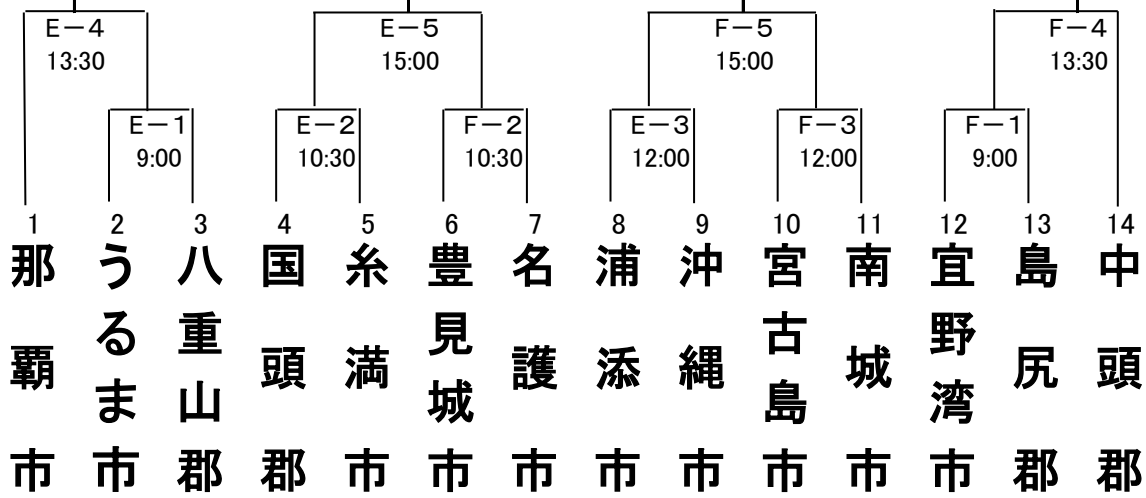 E－4
13:30
E－5
15:00
F－5
15:00
F－4
13:30
E－1
9:00
E－2
10:30
F－2
10:30
E－3
12:00
F－3
12:00
F－1
9:00
1
那覇市
2
うるま市
3
八重山郡
4
国頭郡
5
糸満市
6
豊見城市
7
名護市
8
浦添市
9
沖縄市
10
宮古島市
11
南城市
12
宜野湾市
13
島尻郡
14
中頭郡